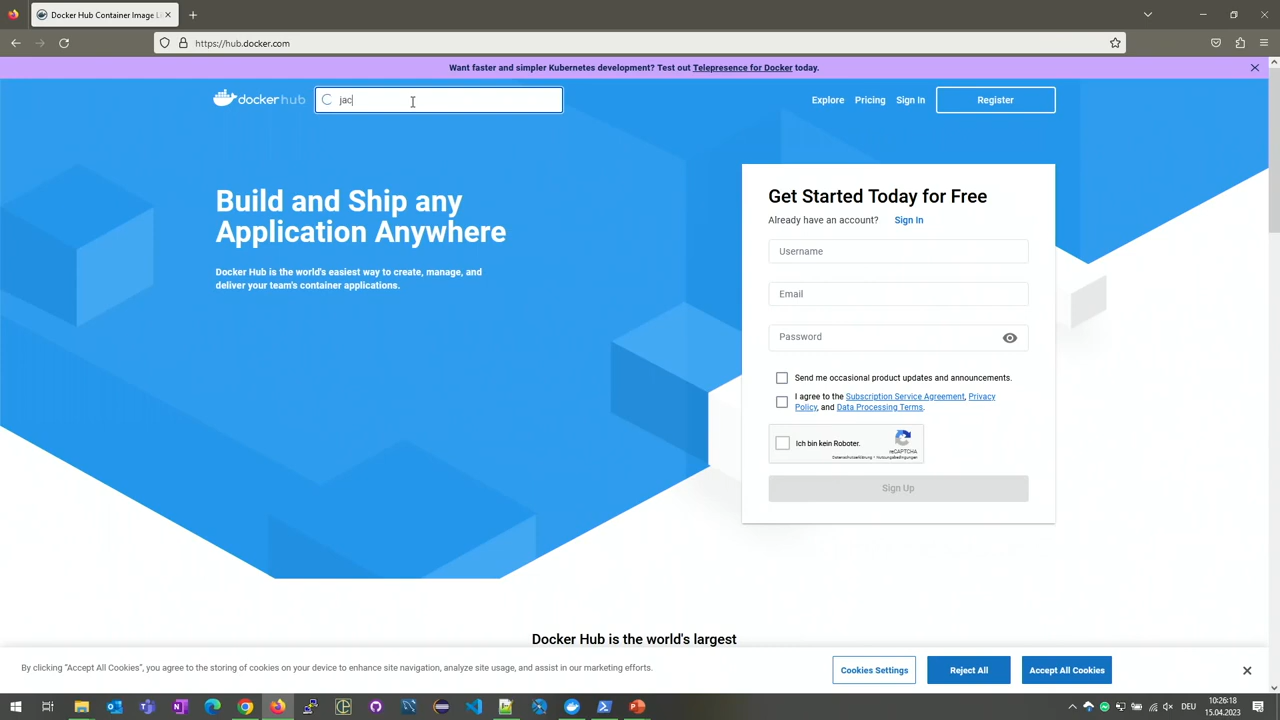 Docker Hub Container Image Li
https://hub.docker.com
Want faster and simpler Kubernetes development? Test out Telepresence for Docker today.
docker hub
jac
Explore
Pricing
Sign In
Register
Build and Ship any
Application Anywhere
Docker Hub is the world's easiest way to create, manage, and
deliver your team's container applications.
Get Started Today for Free
Already have an account? Sign In
Username
Email
Password
Send me occasional product updates and announcements.
I agree to the Subscription Service Agreement, Privacy
Policy, and Data Processing Terms.
Ich bin kein Roboter.
reCAPTCHA
Datenschutzerklärung • Nutzungsbedingungen
Sign Up
Docker Hub is the world's largest
By clicking "Accept All Cookies", you agree to the storing of cookies on your device to enhance site navigation, analyze site usage, and assist in our marketing efforts.
Cookies Settings
Reject All
Accept All Cookies
DEU
10:26:18
15.04.2023